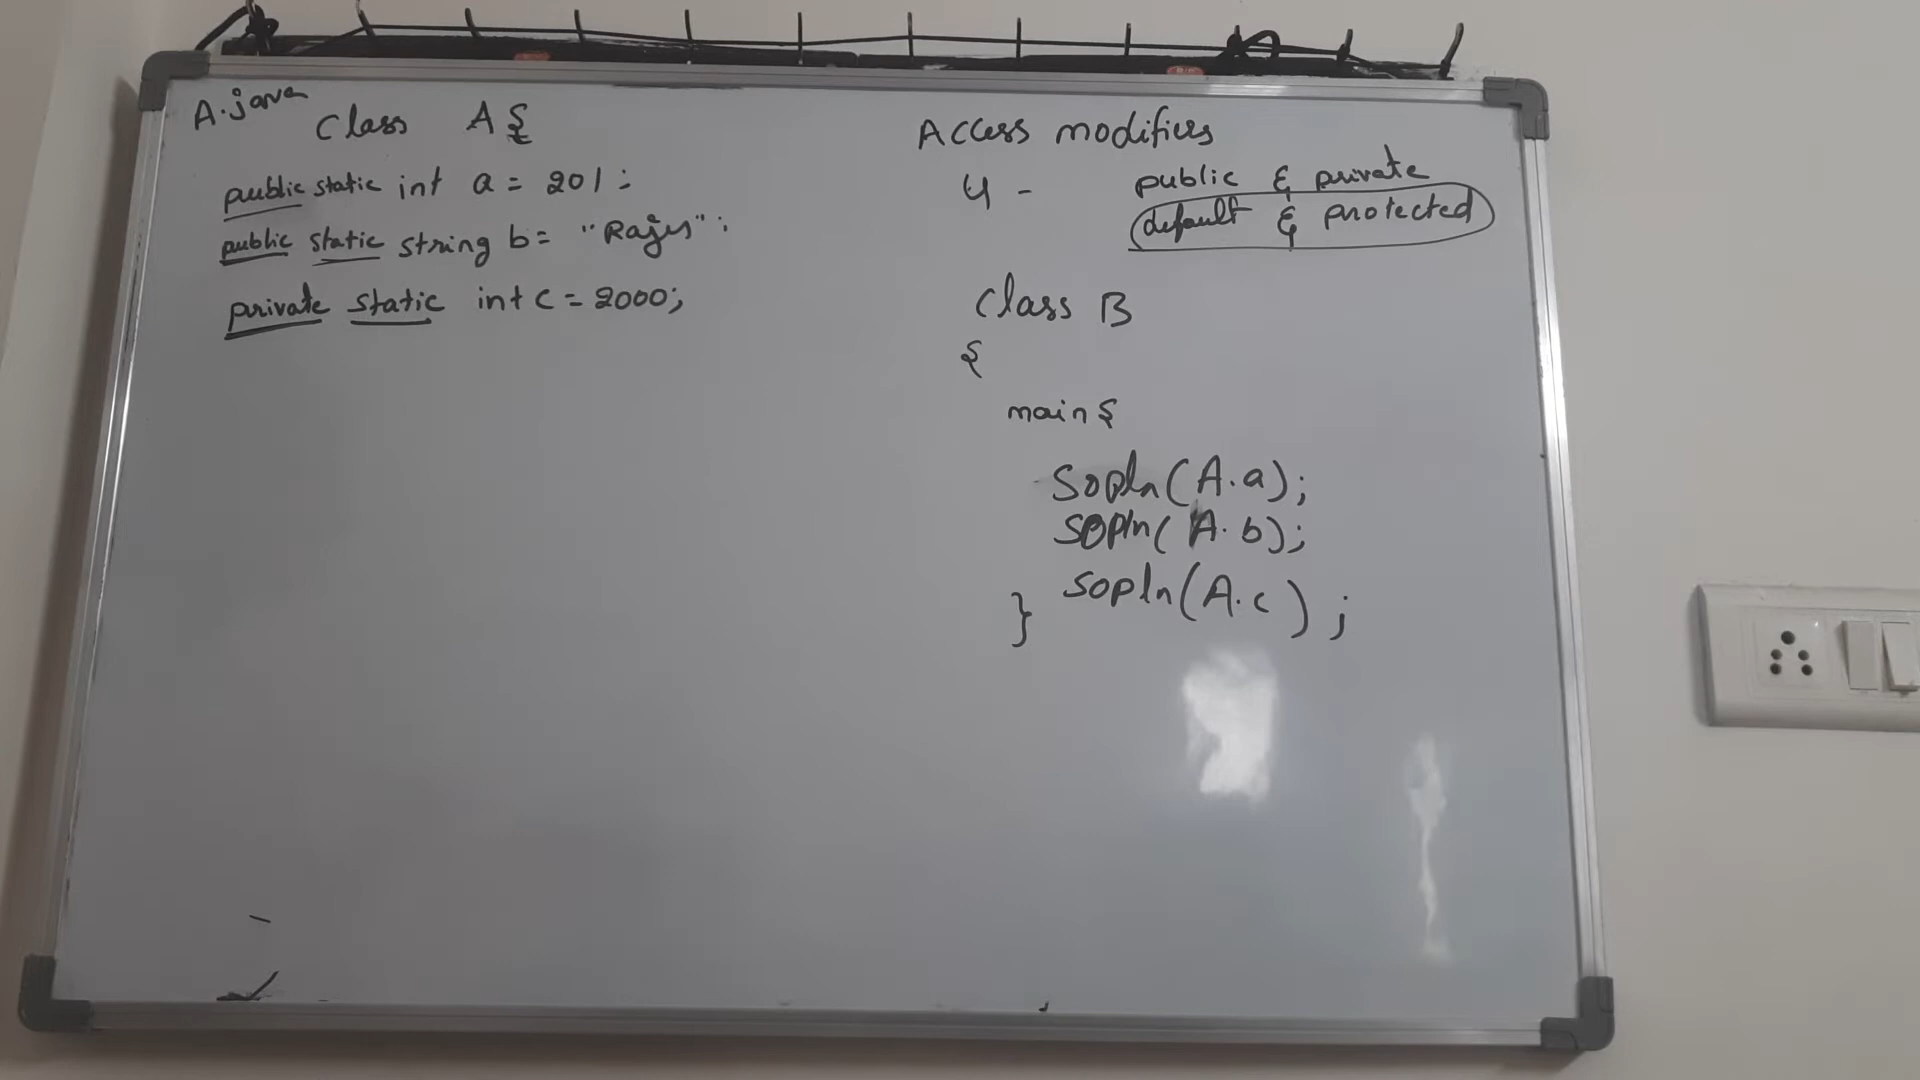 A.java
Class A {
public static int a = 201;
public static string b = "Rajes";
private static int c = 2000;
Access modifiers
4 - public & private
default & protected
Class B
{
main {
Sopln(A.a);
SOPln(A.b);
Sopln(A.c);
}